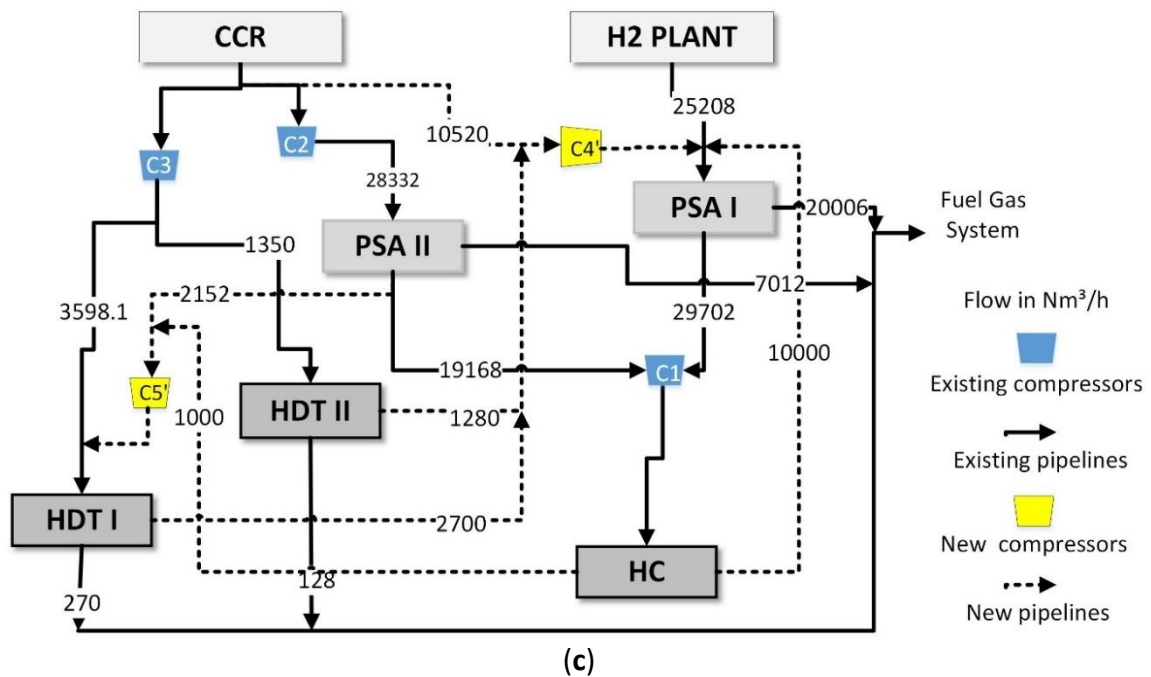 CCR
H2 PLANT
25208
10520
C4'
C2
C3
28332
PSA I
20006
Fuel Gas
System
PSA II
1350
7012
2152
3598.1
29702
Flow in Nm³/h
10000
C1
Existing compressors
19168
C5'
1000
HDT II
1280
Existing pipelines
HDT I
2700
New compressors
HC
128
270
New pipelines
(c)